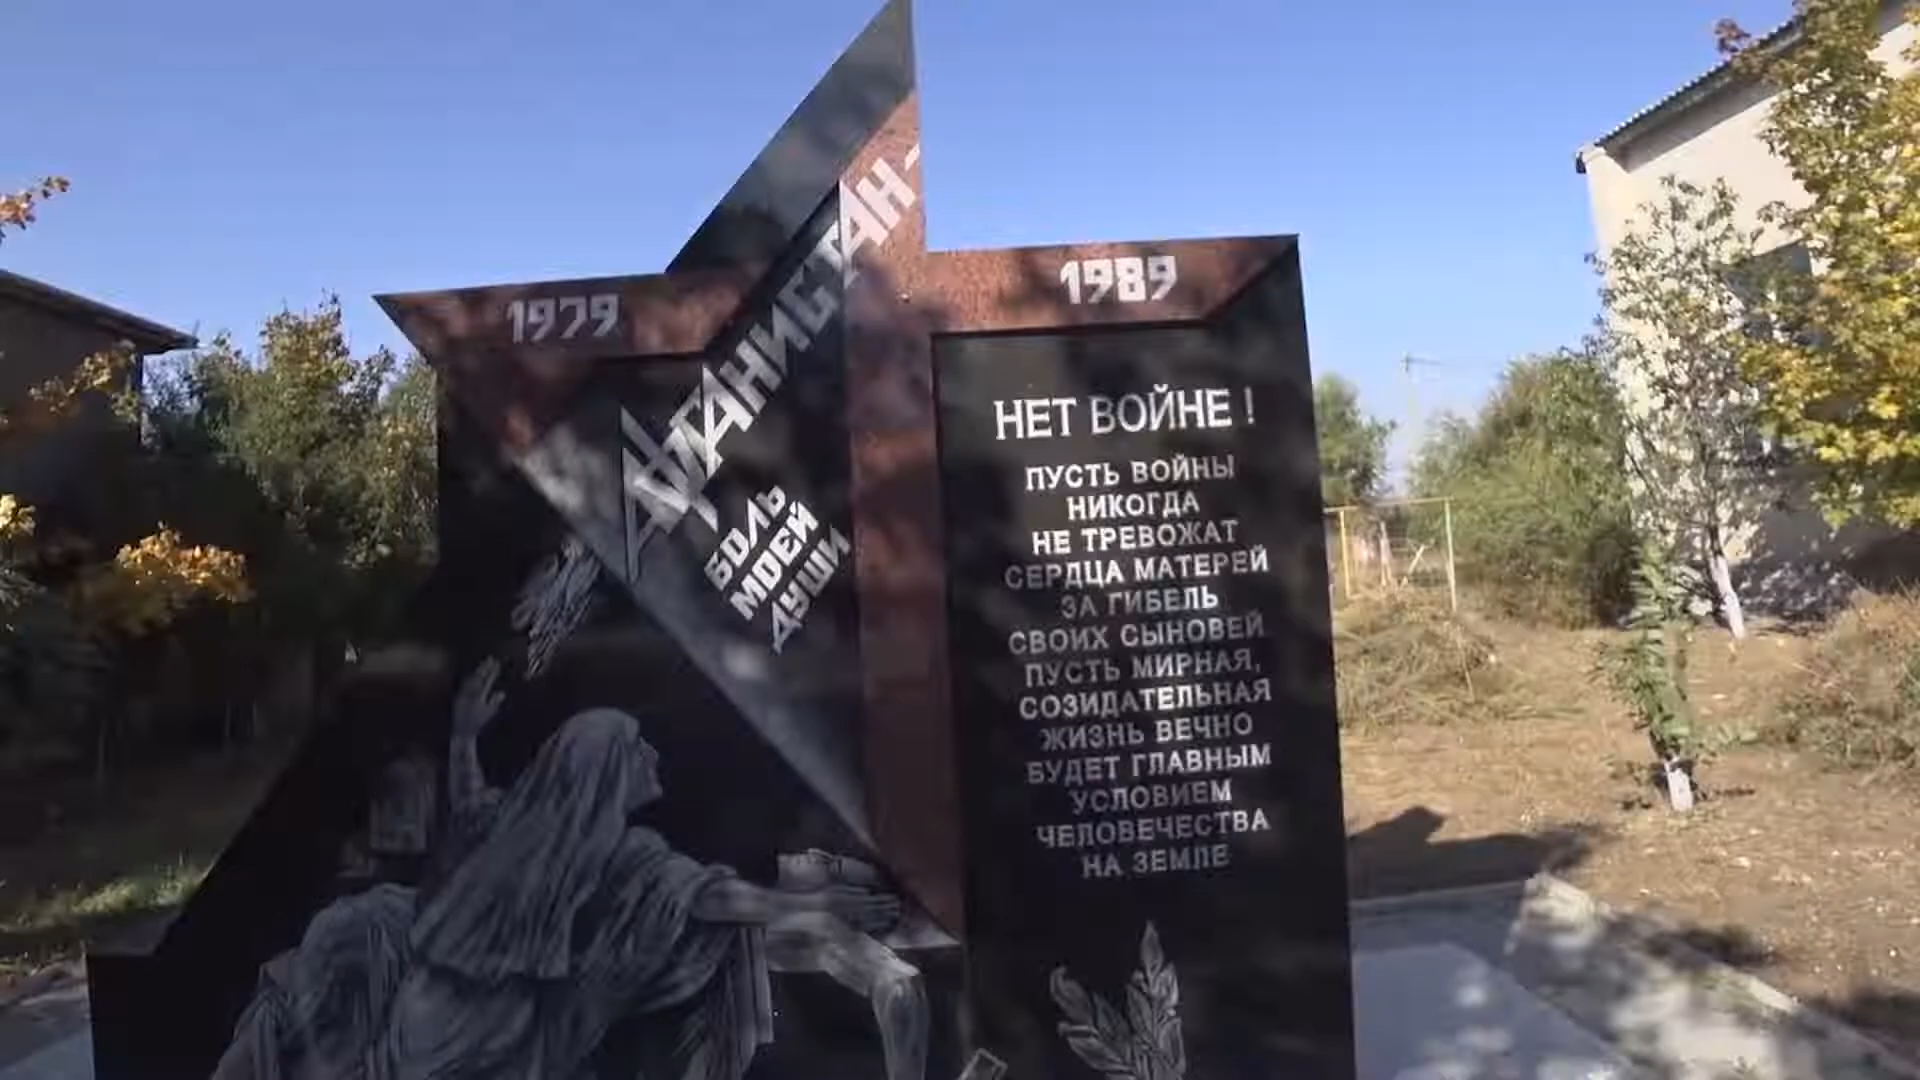 1979
1989
АФГАНИСТАН-
БОЛЬ
МОЕЙ
ДУШИ
НЕТ ВОЙНЕ !
ПУСТЬ ВОЙНЫ
НИКОГДА
НЕ ТРЕВОЖАТ
СЕРДЦА МАТЕРЕЙ
ЗА ГИБЕЛЬ
СВОИХ СЫНОВЕЙ
ПУСТЬ МИРНАЯ,
СОЗИДАТЕЛЬНАЯ
ЖИЗНЬ ВЕЧНО
БУДЕТ ГЛАВНЫМ
УСЛОВИЕМ
ЧЕЛОВЕЧЕСТВА
НА ЗЕМЛЕ